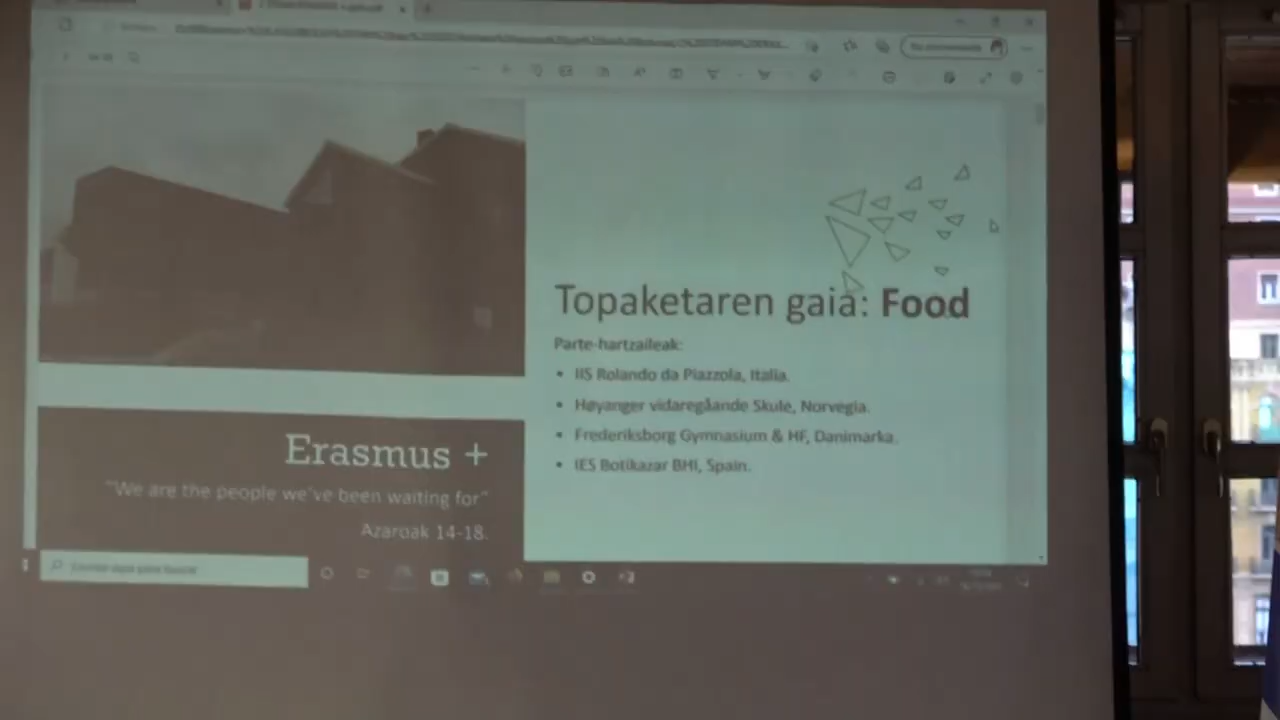 Topaketaren gaia: Food
Parte-hartzaileak:
• IIS Rolando da Piazzola, Italia.
• Høyanger vidaregåande Skule, Norvegia.
• Frederiksborg Gymnasium & HF, Danimarka.
• IES Botikazar BHI, Spain.
Erasmus +
"We are the people we've been waiting for"
Azaroak 14-18.